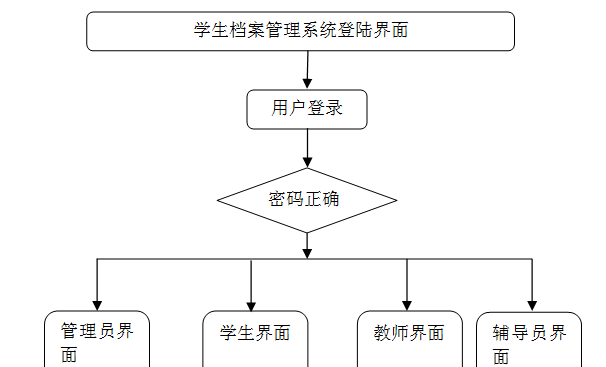 学生档案管理系统登陆界面
用户登录
密码正确
管理员界
面
学生界面
教师界面
辅导员界
面